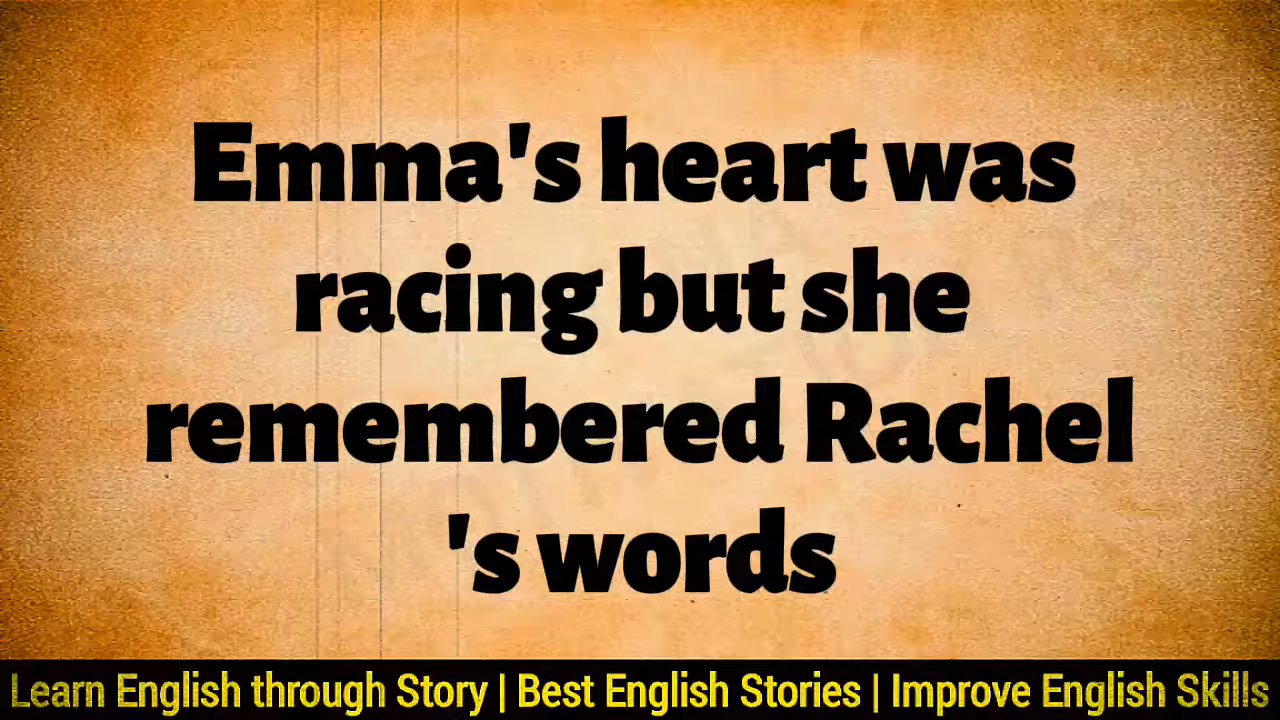 Emma's heart was
racing but she
remembered Rachel
's words
Learn English through Story | Best English Stories | Improve English Skills